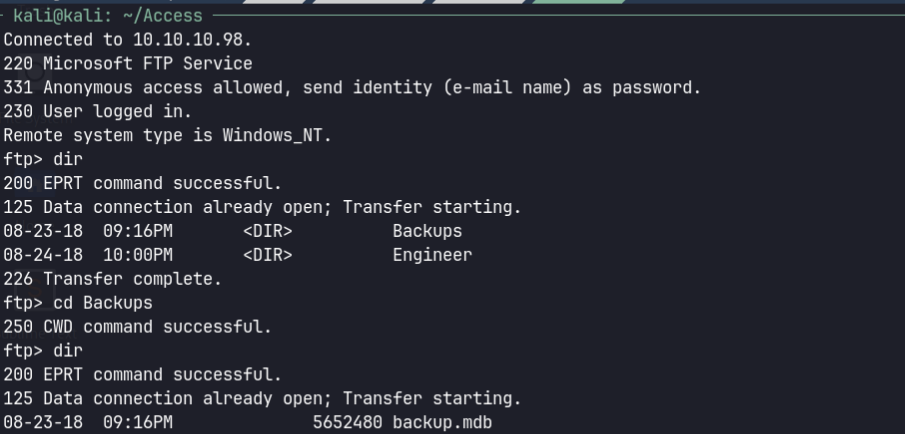 kali@kali: ~/Access
Connected to 10.10.10.98.
220 Microsoft FTP Service
331 Anonymous access allowed, send identity (e-mail name) as password.
230 User logged in.
Remote system type is Windows_NT.
ftp> dir
200 EPRT command successful.
125 Data connection already open; Transfer starting.
08-23-18  09:16PM       <DIR>          Backups
08-24-18  10:00PM       <DIR>          Engineer
226 Transfer complete.
ftp> cd Backups
250 CWD command successful.
ftp> dir
200 EPRT command successful.
125 Data connection already open; Transfer starting.
08-23-18  09:16PM              5652480 backup.mdb